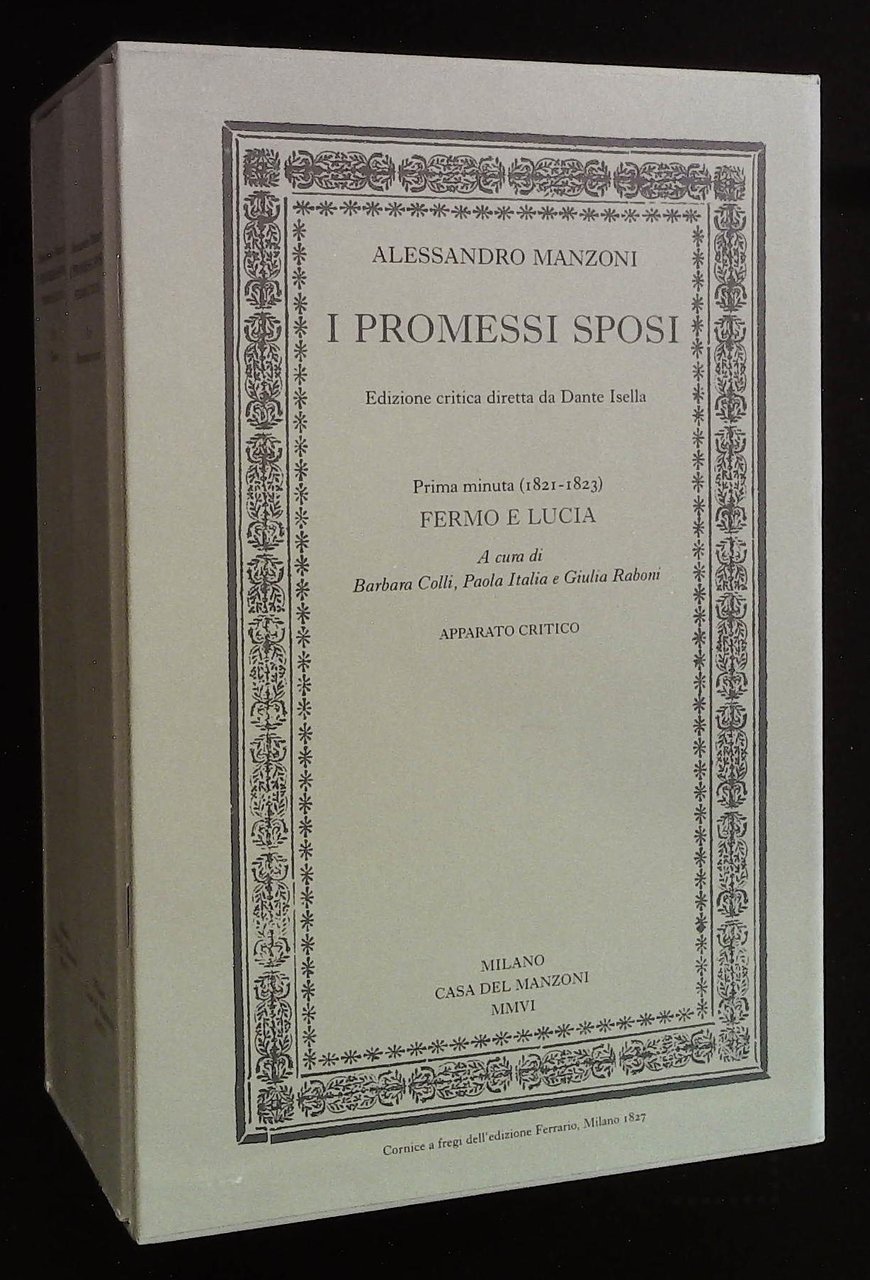 ALESSANDRO MANZONI
I PROMESSI SPOSI
Edizione critica diretta da Dante Isella
Prima minuta (1821-1823)
FERMO E LUCIA
A cura di
Barbara Colli, Paola Italia e Giulia Raboni
APPARATO CRITICO
MILANO
CASA DEL MANZONI
MMVI
Cornice a fregi dell'edizione Ferrario, Milano 1827